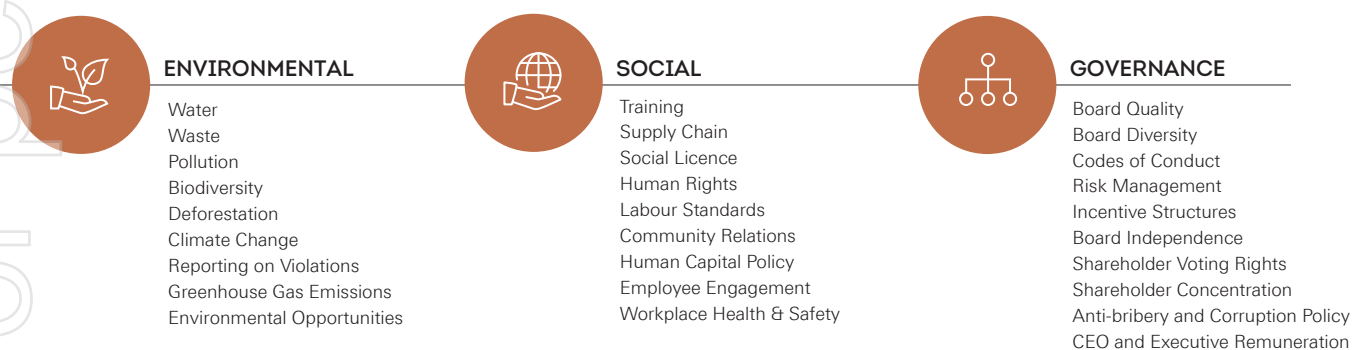 ENVIRONMENTAL
Water
Waste
Pollution
Biodiversity
Deforestation
Climate Change
Reporting on Violations
Greenhouse Gas Emissions
Environmental Opportunities
SOCIAL
Training
Supply Chain
Social Licence
Human Rights
Labour Standards
Community Relations
Human Capital Policy
Employee Engagement
Workplace Health & Safety
GOVERNANCE
Board Quality
Board Diversity
Codes of Conduct
Risk Management
Incentive Structures
Board Independence
Shareholder Voting Rights
Shareholder Concentration
Anti-bribery and Corruption Policy
CEO and Executive Remuneration